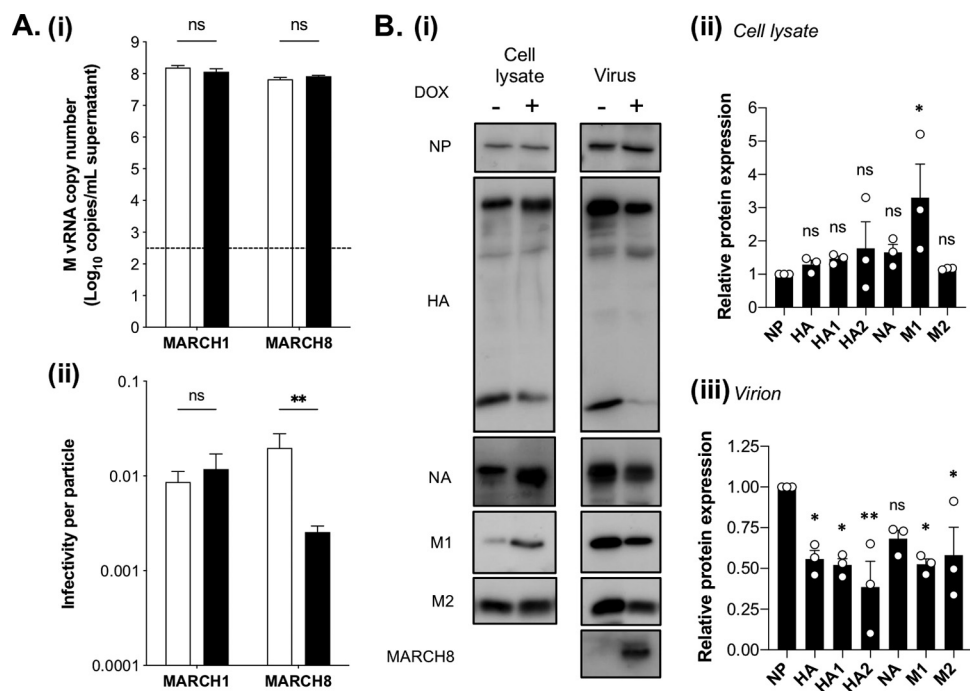 A. (i)
ns ns
M vRNA copy number
(Log10 copies/mL supernatant)
9
8
7
6
5
4
3
2
1
0
MARCH1 MARCH8
(ii)
ns **
Infectivity per particle
0.1
0.01
0.001
0.0001
MARCH1 MARCH8
B. (i)
Cell
lysate
Virus
DOX - + - +
NP
HA
NA
M1
M2
MARCH8
(ii) Cell lysate
Relative protein expression
6
5
4
3
2
1
0
ns ns ns ns * ns
NP HA HA1 HA2 NA M1 M2
(iii) Virion
Relative protein expression
1.25
1.00
0.75
0.50
0.25
0.00
* * ** ns * *
NP HA HA1 HA2 NA M1 M2